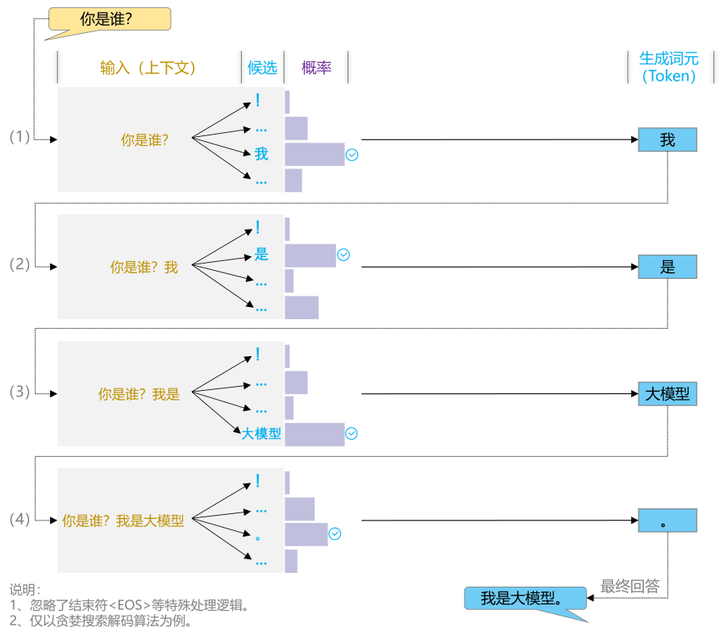 你是谁？
输入（上下文）
候选
概率
生成词元
（Token）
（1）
你是谁？
！
…
我
…
我
（2）
你是谁？我
！
是
…
…
是
（3）
你是谁？我是
！
…
…
大模型
大模型
（4）
你是谁？我是大模型
！
…
。
…
。
最终回答
我是大模型。
说明：
1、忽略了结束符<EOS>等特殊处理逻辑。
2、仅以贪婪搜索解码算法为例。